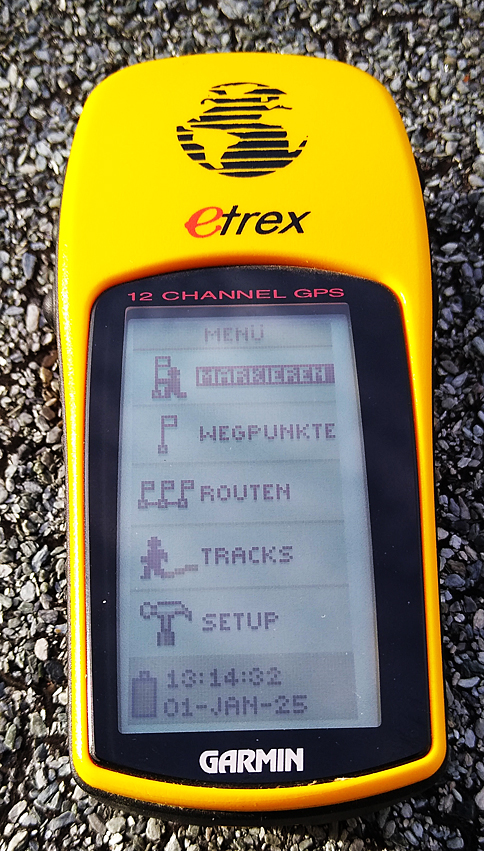 etrex
12 CHANNEL GPS
MENÜ
MARKIEREN
WEGPUNKTE
ROUTEN
TRACKS
SETUP
13:14:32
01-JAN-25
GARMIN